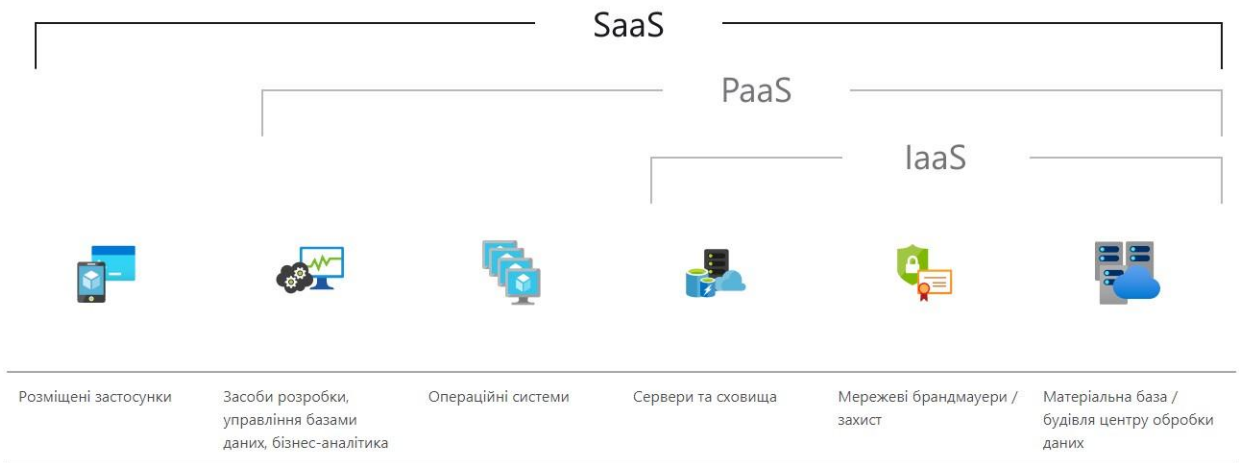 SaaS
PaaS
IaaS
Розміщені застосунки
Засоби розробки,
управління базами
даних, бізнес-аналітика
Операційні системи
Сервери та сховища
Мережеві брандмауери /
захист
Матеріальна база /
будівля центру обробки
даних